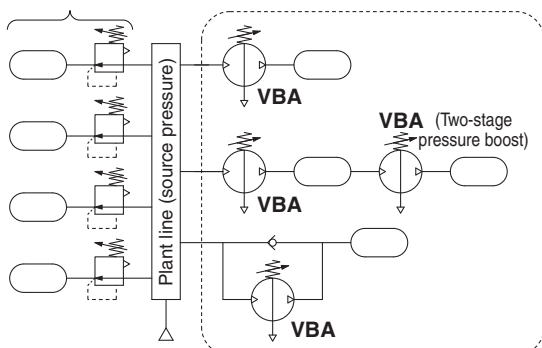 VBA
VBA (Two-stage
pressure boost)
VBA
Plant line (source pressure)
VBA